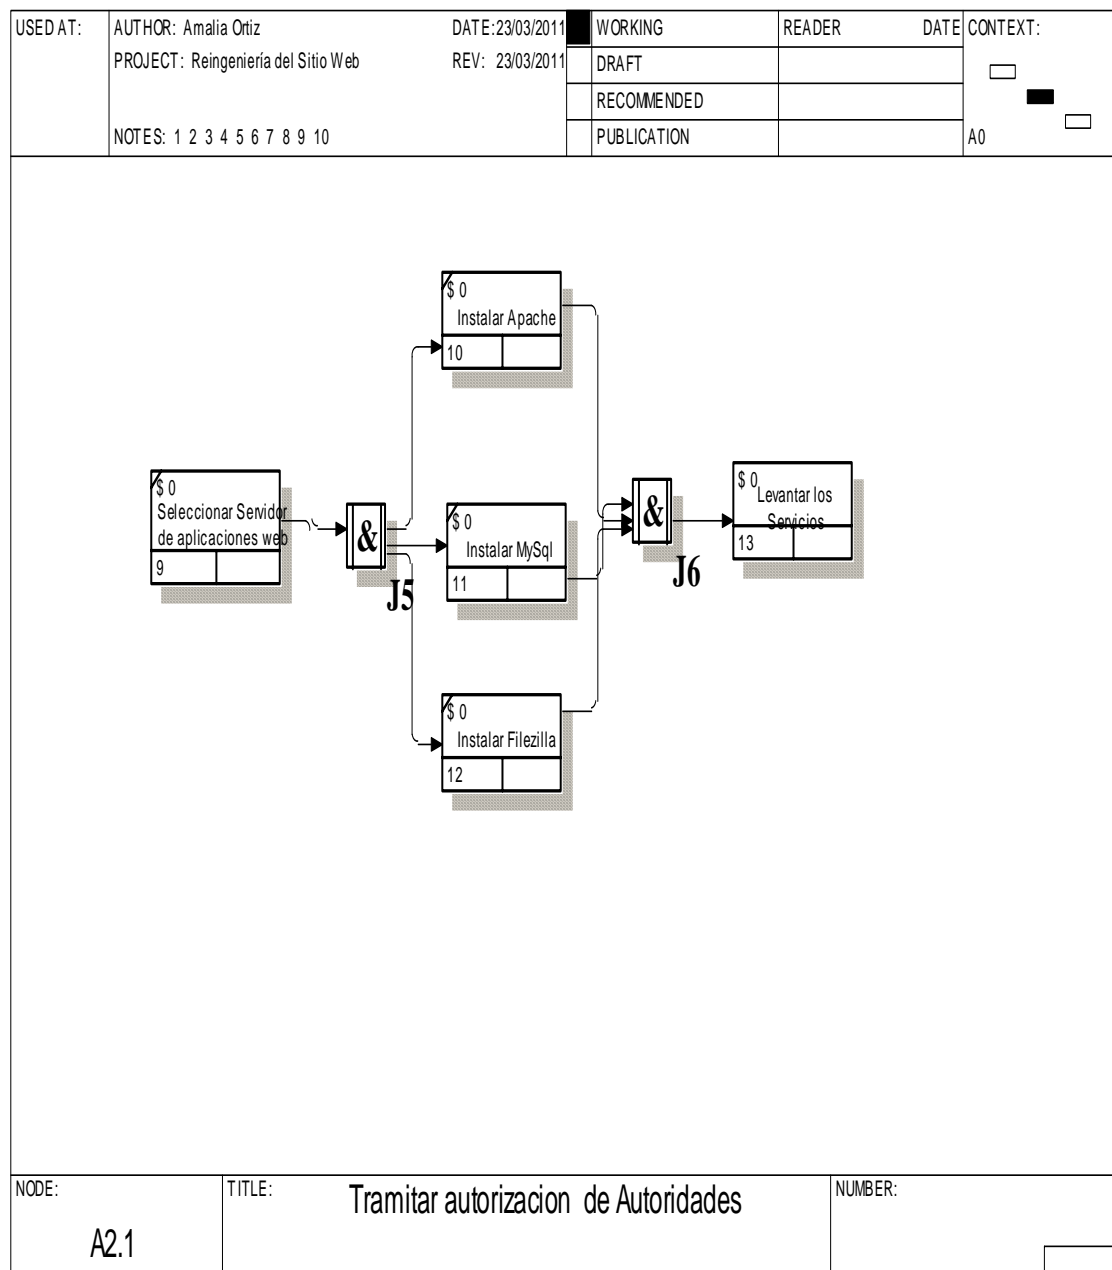 USED AT:
AUTHOR: Amalia Ortiz
DATE: 23/03/2011
PROJECT: Reingeniería del Sitio Web
REV: 23/03/2011
NOTES: 1 2 3 4 5 6 7 8 9 10
WORKING
DRAFT
RECOMMENDED
PUBLICATION
READER
DATE
CONTEXT:
A0
$ 0
Seleccionar Servidor
de aplicaciones web
9
&
J5
$ 0
Instalar Apache
10
$ 0
Instalar MySql
11
$ 0
Instalar Filezilla
12
&
J6
$ 0
Levantar los
Servicios
13
NODE:
A2.1
TITLE:
Tramitar autorizacion de Autoridades
NUMBER: